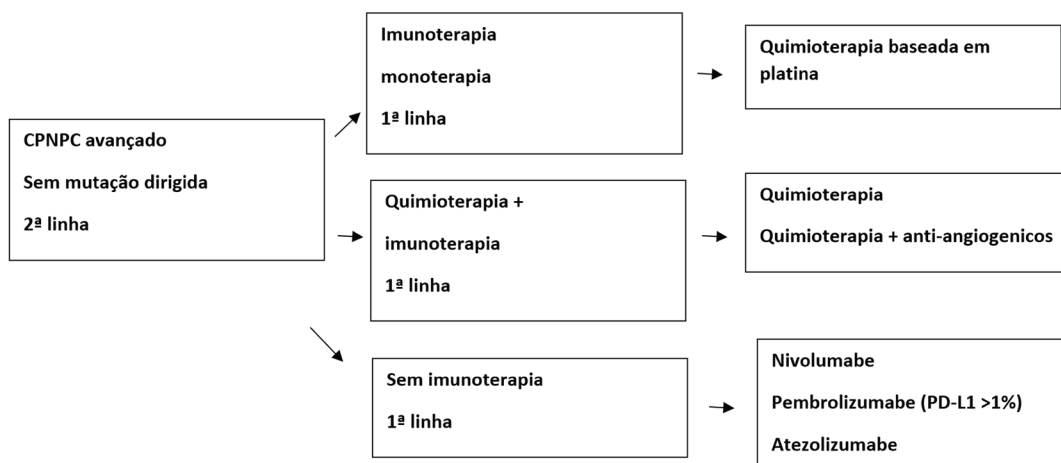 CPNPC avançado
Sem mutação dirigida
2ª linha
Imunoterapia
monoterapia
1ª linha
Quimioterapia baseada em
platina
Quimioterapia +
imunoterapia
1ª linha
Quimioterapia
Quimioterapia + anti-angiogenicos
Sem imunoterapia
1ª linha
Nivolumabe
Pembrolizumabe (PD-L1 >1%)
Atezolizumabe